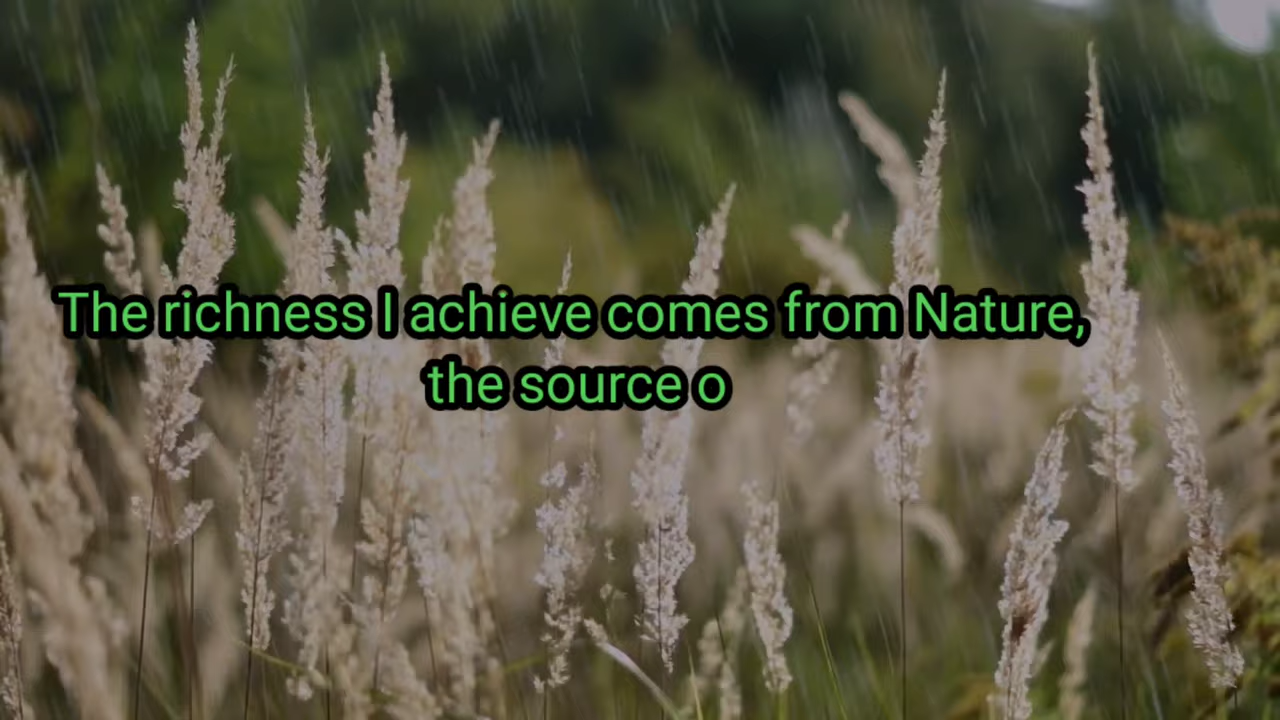 The richness I achieve comes from Nature,
the source o